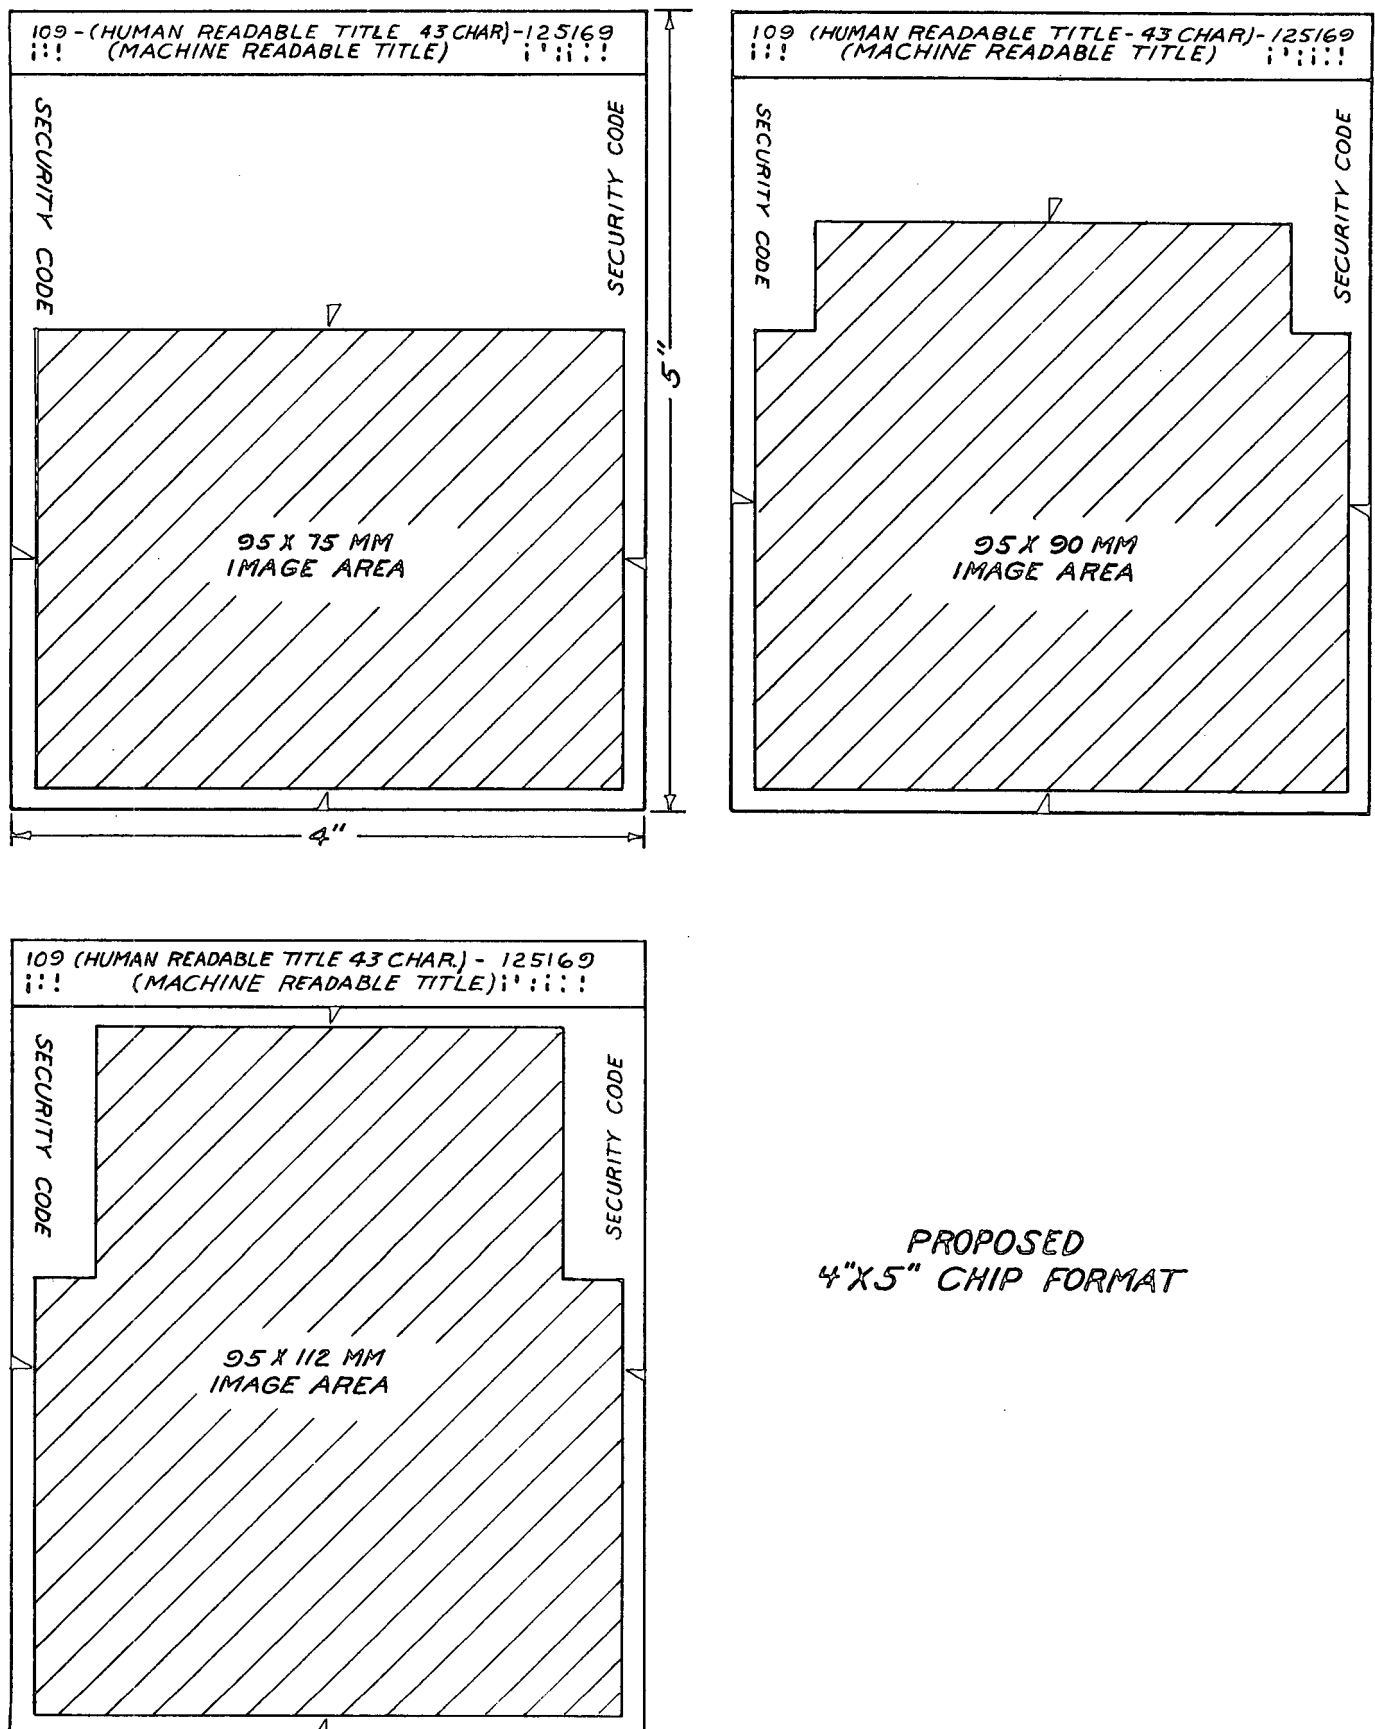 109 - (HUMAN READABLE TITLE 43 CHAR) - 125169
(MACHINE READABLE TITLE)
SECURITY CODE
SECURITY CODE
95 X 75 MM
IMAGE AREA
5"
4"
109 (HUMAN READABLE TITLE - 43 CHAR) - 125169
(MACHINE READABLE TITLE)
SECURITY CODE
SECURITY CODE
95 X 90 MM
IMAGE AREA
109 (HUMAN READABLE TITLE 43 CHAR.) - 125169
(MACHINE READABLE TITLE)
SECURITY CODE
SECURITY CODE
95 X 112 MM
IMAGE AREA
PROPOSED
4"X5" CHIP FORMAT